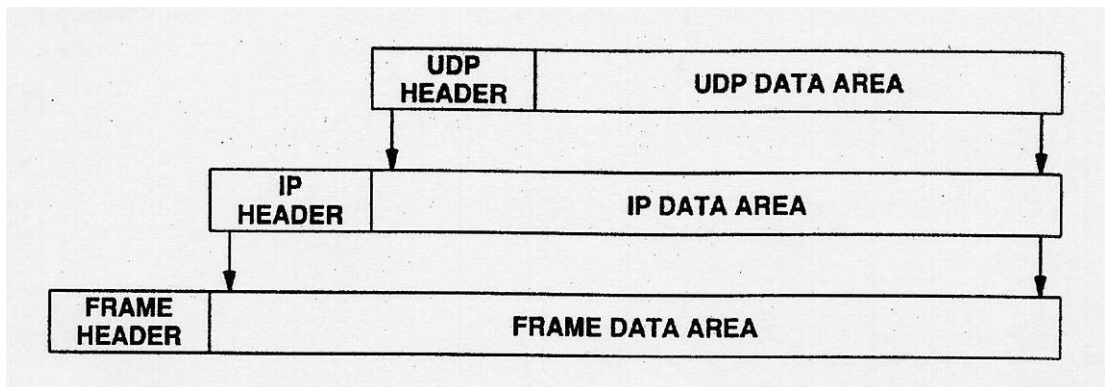 UDP
HEADER
UDP DATA AREA
IP
HEADER
IP DATA AREA
FRAME
HEADER
FRAME DATA AREA